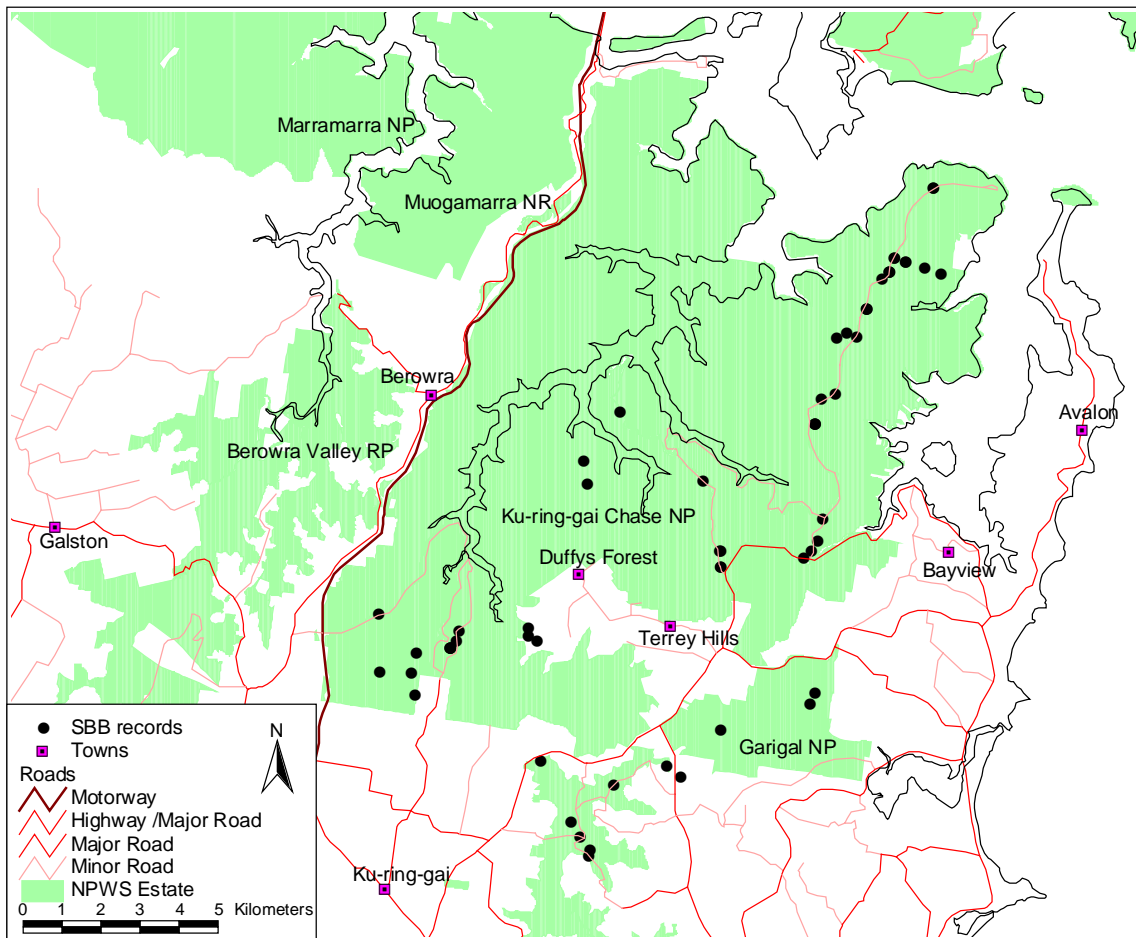 Marramarra NP
Muogamarra NR
Berowra
Avalon
Berowra Valley RP
Ku-ring-gai Chase NP
Galston
Duffys Forest
Bayview
Terrey Hills
Garigal NP
Ku-ring-gai
SBB records
Towns
N
Roads
Motorway
Highway /Major Road
Major Road
Minor Road
NPWS Estate
0 1 2 3 4 5 Kilometers